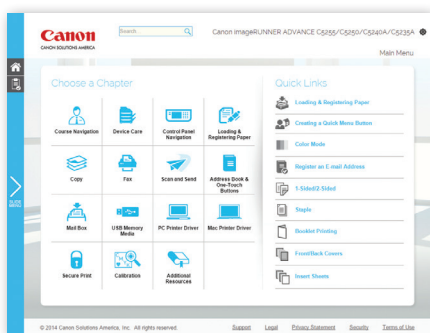 Canon
CANON SOLUTIONS AMERICA
Search...
Canon imageRUNNER ADVANCE C5255/C5250/C5240A/C5235A
Main Menu
SLIDE MENU
Choose a Chapter
Course Navigation
Device Care
Control Panel
Navigation
Loading &
Registering Paper
Copy
Fax
Scan and Send
Address Book &
One-Touch
Buttons
Mail Box
USB Memory
Media
PC Printer Driver
Mac Printer Driver
Secure Print
Calibration
Additional
Resources
Quick Links
Loading & Registering Paper
Creating a Quick Menu Button
Color Mode
Register an E-mail Address
1-Sided/2-Sided
Staple
Booklet Printing
Front/Back Covers
Insert Sheets
© 2014 Canon Solutions America, Inc. All rights reserved.
Support
Legal
Privacy Statement
Security
Terms of Use